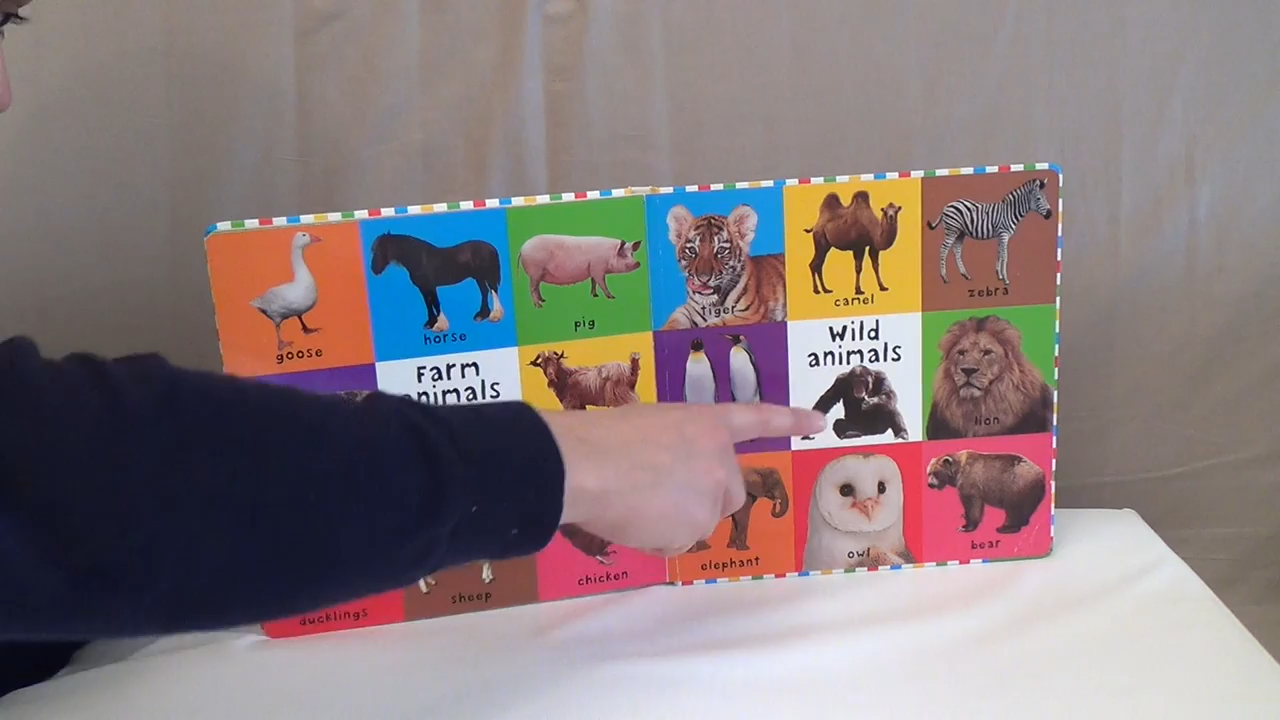 goose
horse
pig
tiger
camel
zebra
Farm
animals
Wild
animals
lion
ducklings
sheep
chicken
elephant
owl
bear